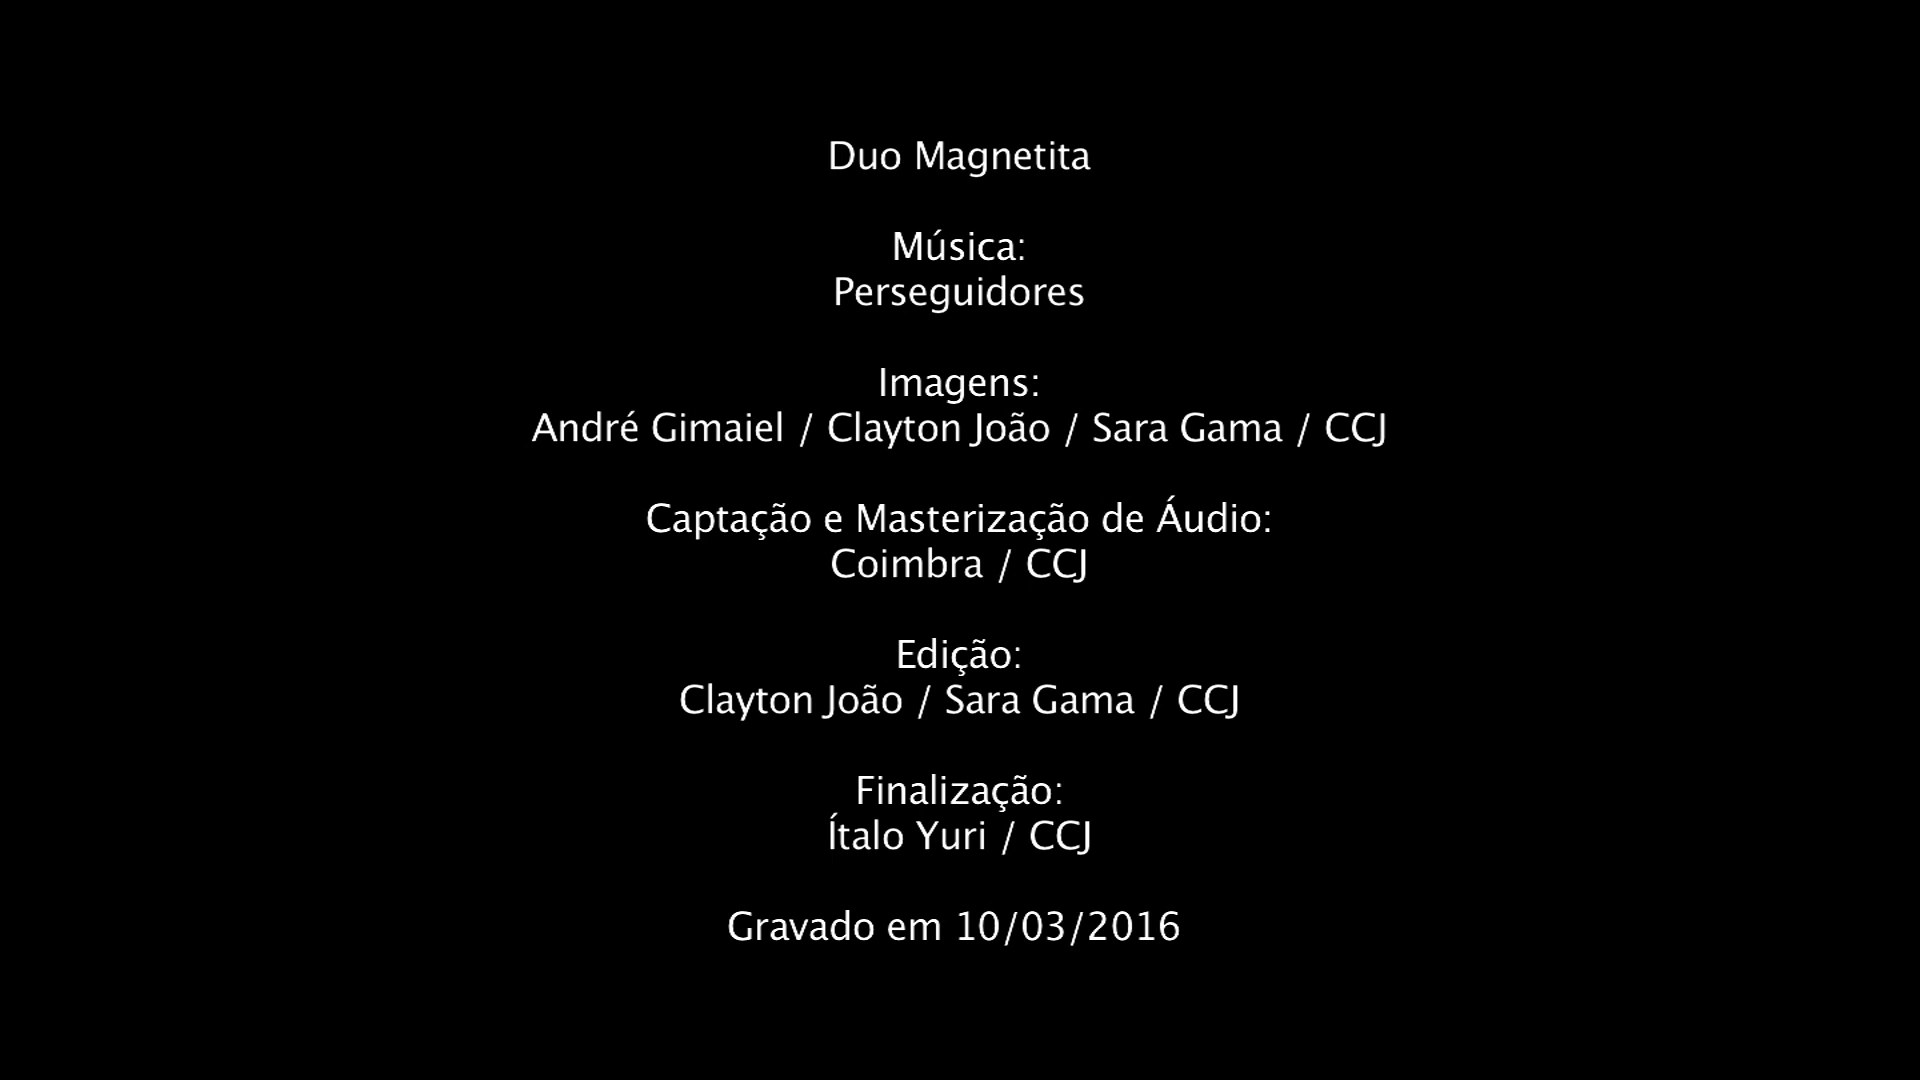 Duo Magnetita
Música:
Perseguidores
Imagens:
André Gimaiel / Clayton João / Sara Gama / CCJ
Captação e Masterização de Áudio:
Coimbra / CCJ
Edição:
Clayton João / Sara Gama / CCJ
Finalização:
Ítalo Yuri / CCJ
Gravado em 10/03/2016